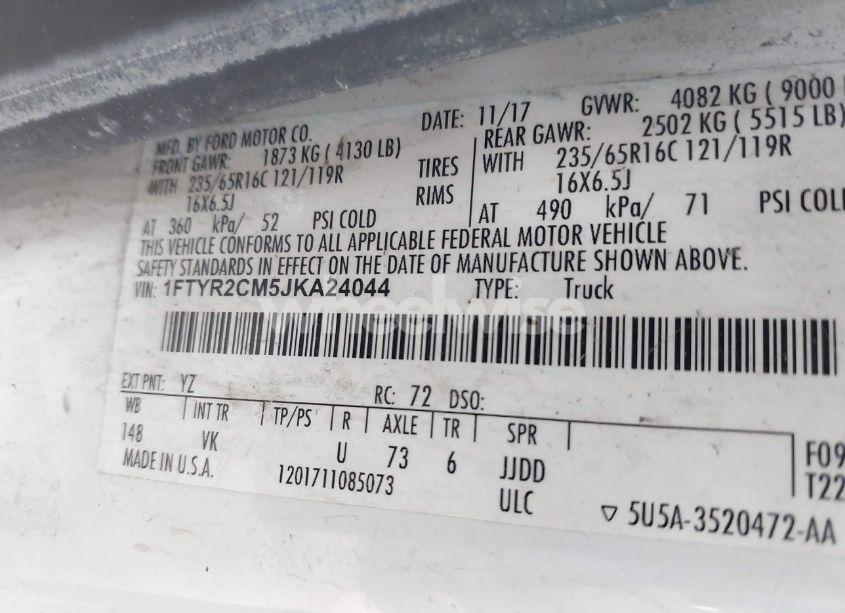 MFD. BY FORD MOTOR CO.
DATE: 11/17
GVWR: 4082 KG ( 9000
FRONT GAWR: 1873 KG ( 4130 LB)
REAR GAWR: 2502 KG ( 5515 LB)
WITH 235/65R16C 121/119R
TIRES
WITH 235/65R16C 121/119R
16X6.5J
RIMS
16X6.5J
AT 360 kPa/ 52 PSI COLD
AT 490 kPa/ 71 PSI COL
THIS VEHICLE CONFORMS TO ALL APPLICABLE FEDERAL MOTOR VEHICLE
SAFETY STANDARDS IN EFFECT ON THE DATE OF MANUFACTURE SHOWN ABOVE.
VIN: 1FTYR2CM5JKA24044
TYPE: Truck
wheelwise
EXT PNT: YZ
RC: 72 DSO:
WB INT TR TP/PS R AXLE TR SPR
148 VK U 73 6 JJDD
F09
MADE IN U.S.A.
1201711085073
ULC
T22
5U5A-3520472-AA